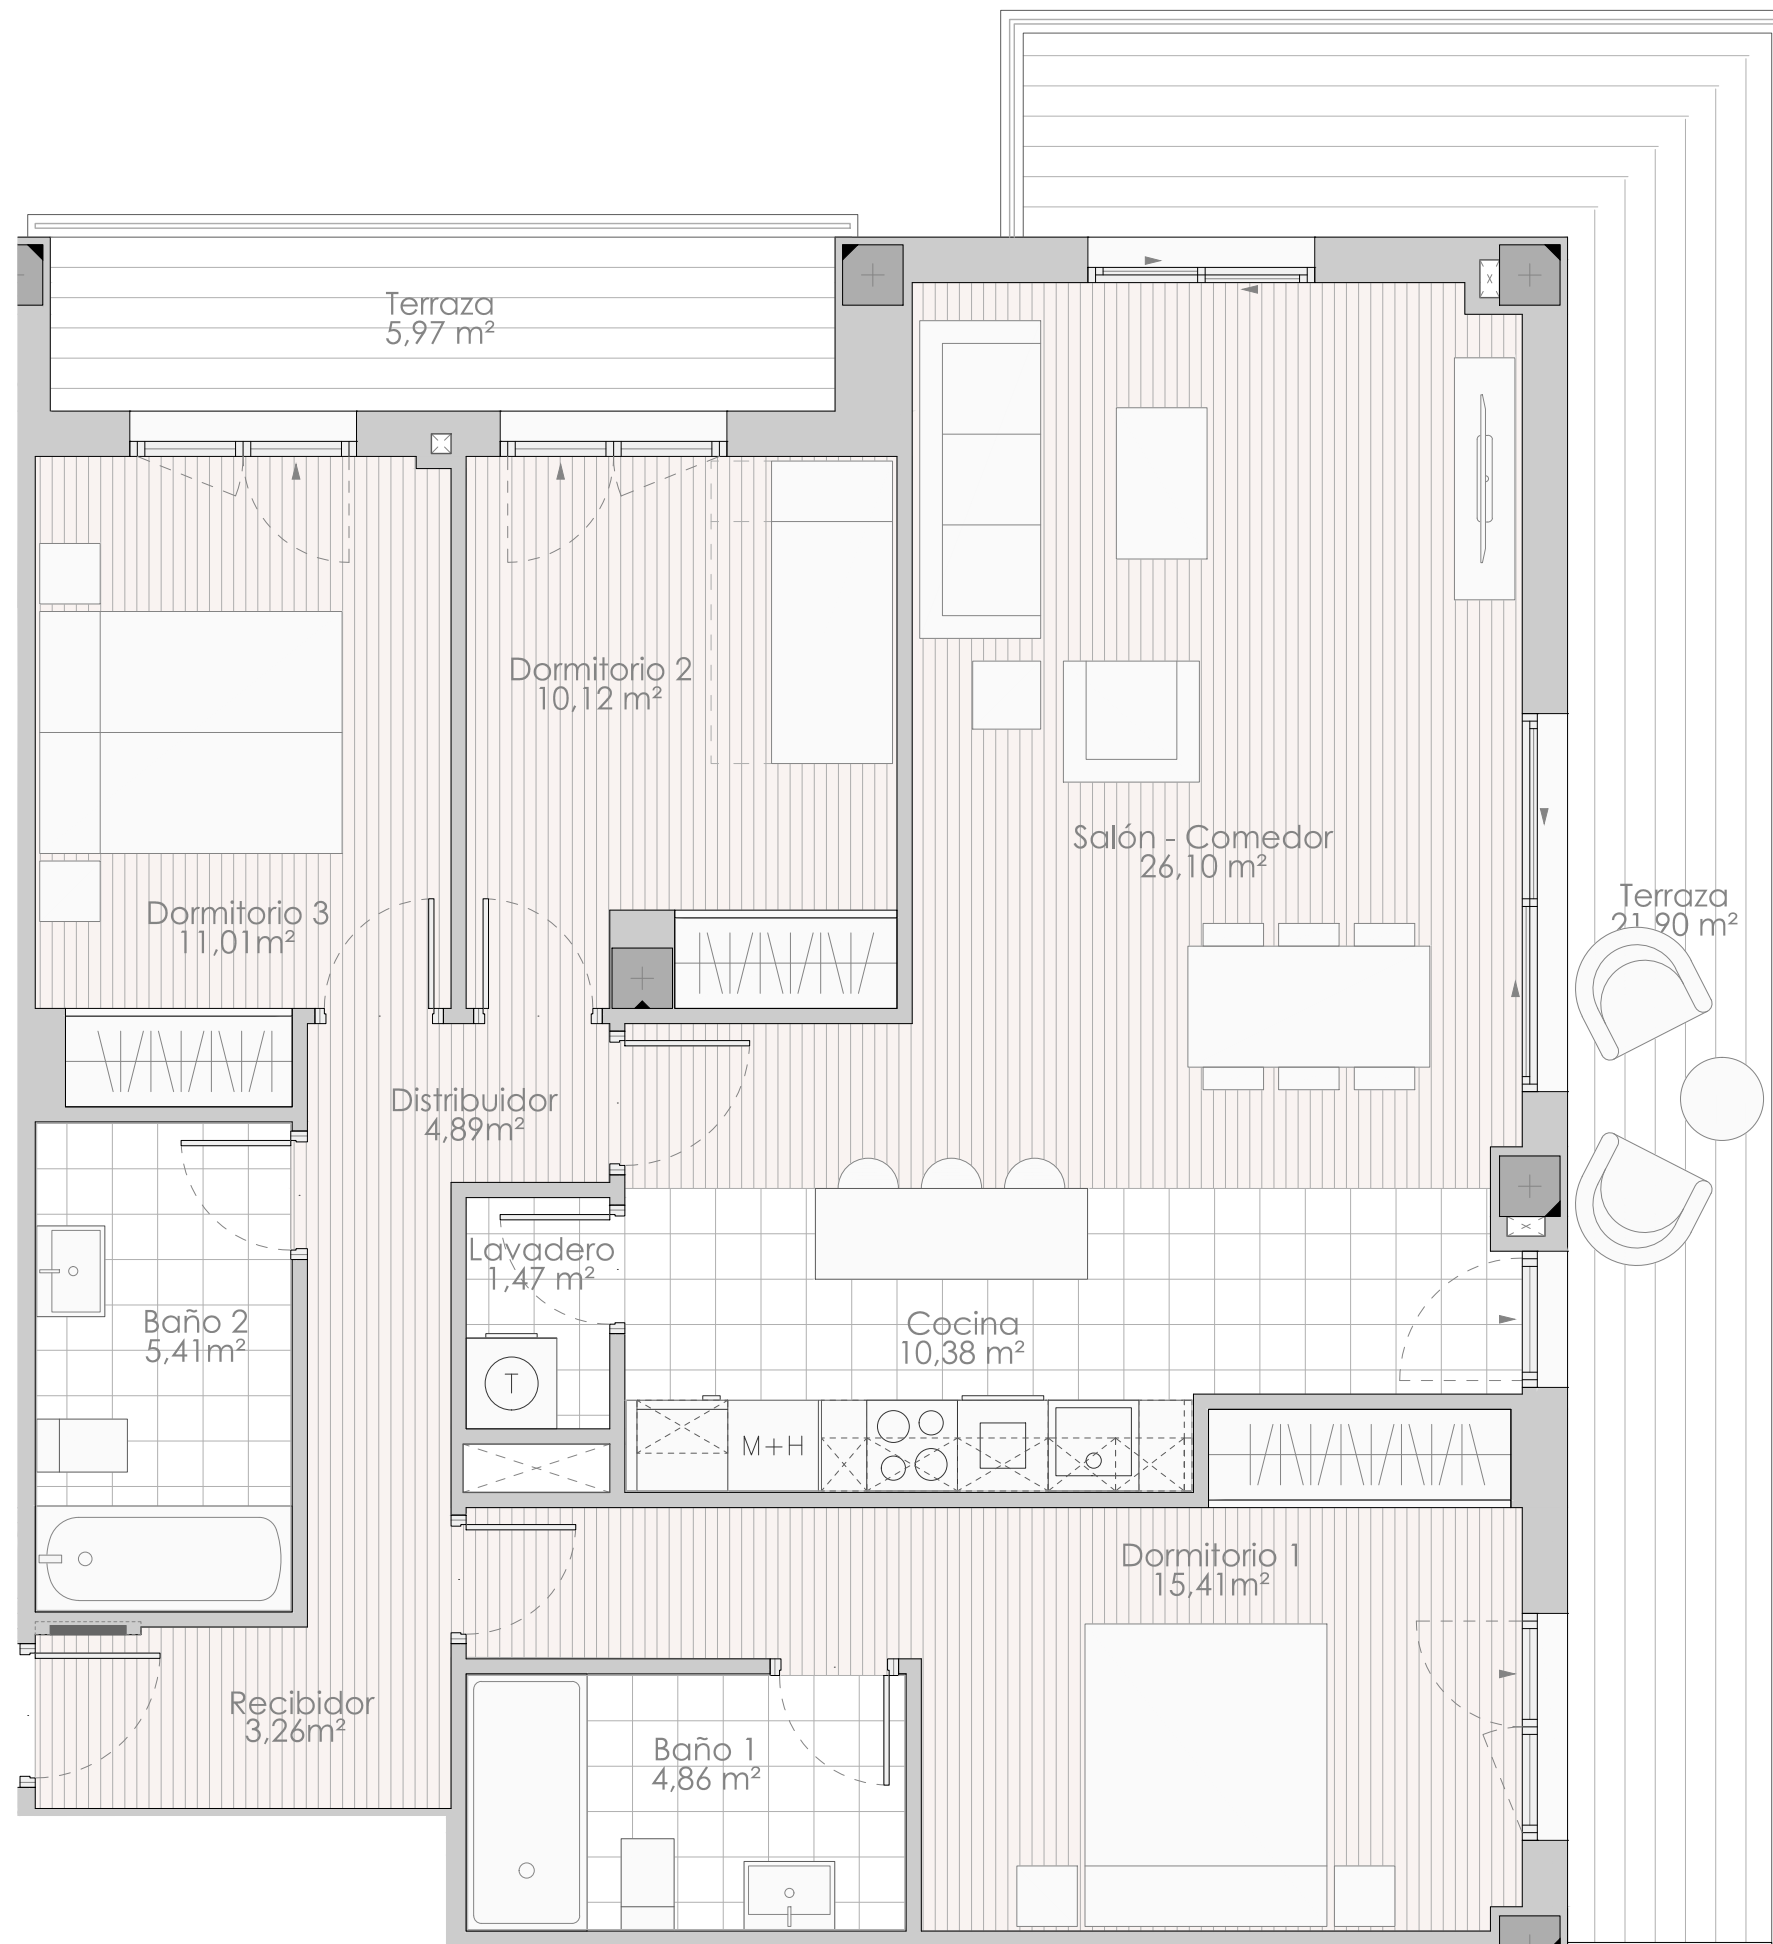 Terraza
5,97 m²
Dormitorio 2
10,12 m²
Salón - Comedor
26,10 m²
Terraza
21,90 m²
Dormitorio 3
11,01m²
Distribuidor
4,89m²
Lavadero
1,47 m²
Baño 2
5,41m²
Cocina
10,38 m²
T
M+H
Dormitorio 1
15,41m²
Recibidor
3,26m²
Baño 1
4,86 m²